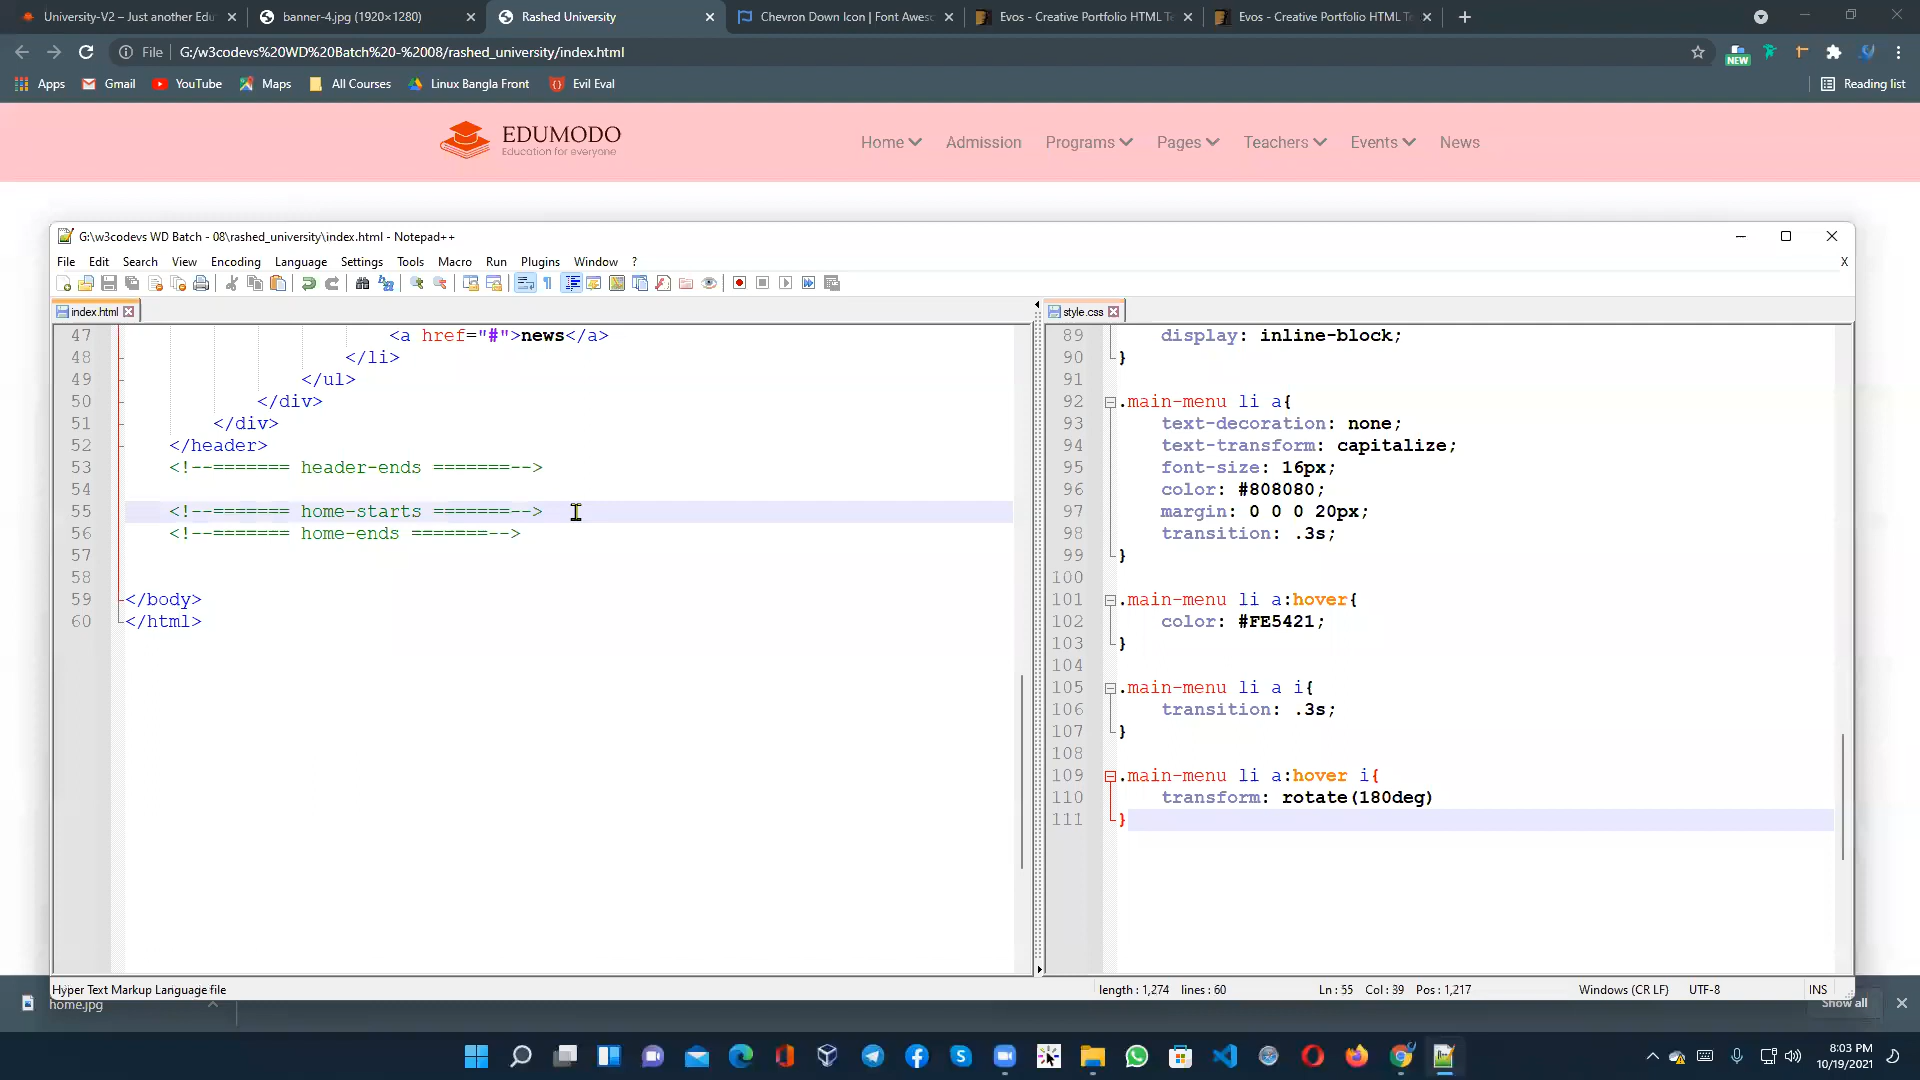 University-V2 – Just another Edu
banner-4.jpg (1920×1280)
Rashed University
Chevron Down Icon | Font Awesc
Evos - Creative Portfolio HTML Te
Evos - Creative Portfolio HTML Te
File
G:/w3codevs%20WD%20Batch%20-%2008/rashed_university/index.html
NEW
Apps
Gmail
YouTube
Maps
All Courses
Linux Bangla Front
Evil Eval
Reading list
EDUMODO
Education for everyone
Home
Admission
Programs
Pages
Teachers
Events
News
G:\w3codevs WD Batch - 08\rashed_university\index.html - Notepad++
File Edit Search View Encoding Language Settings Tools Macro Run Plugins Window ?
X
index.html
47 <a href="#">news</a>
48 </li>
49 </ul>
50 </div>
51 </div>
52 </header>
53 <!--======= header-ends =======-->
54
55 <!--======= home-starts =======-->
56 <!--======= home-ends =======-->
57
58
59 </body>
60 </html>
style.css
89 display: inline-block;
90 }
91
92 .main-menu li a{
93 text-decoration: none;
94 text-transform: capitalize;
95 font-size: 16px;
96 color: #808080;
97 margin: 0 0 0 20px;
98 transition: .3s;
99 }
100
101 .main-menu li a:hover{
102 color: #FE5421;
103 }
104
105 .main-menu li a i{
106 transition: .3s;
107 }
108
109 .main-menu li a:hover i{
110 transform: rotate(180deg)
111 }
Hyper Text Markup Language file
length : 1,274 lines : 60
Ln : 55 Col : 39 Pos : 1,217
Windows (CR LF)
UTF-8
INS
home.jpg
Show all
8:03 PM
10/19/2021